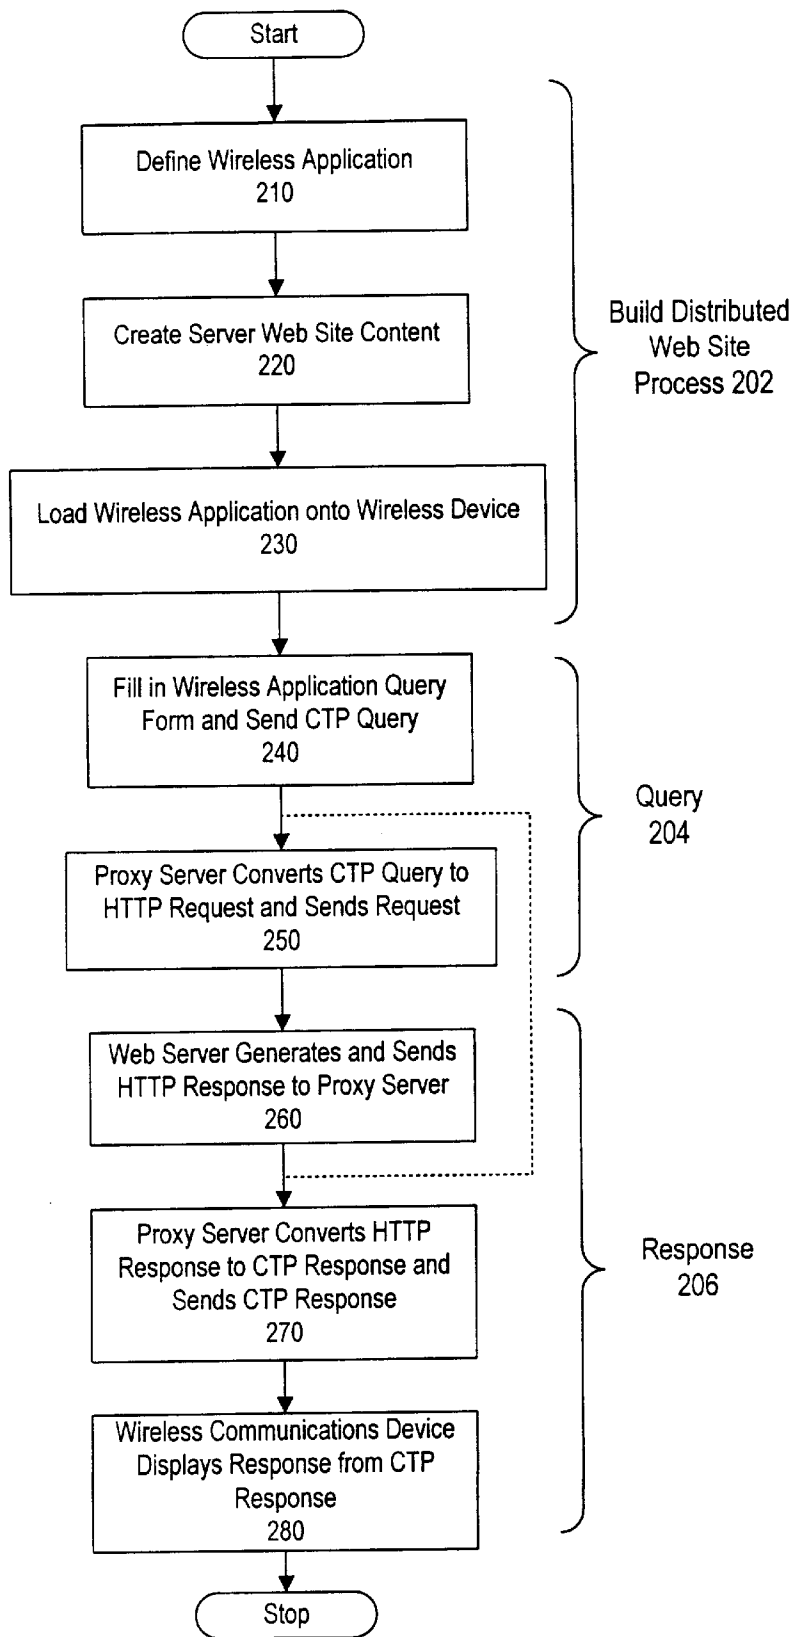 Start
Define Wireless Application
210
Create Server Web Site Content
220
Load Wireless Application onto Wireless Device
230
Build Distributed
Web Site
Process 202
Fill in Wireless Application Query
Form and Send CTP Query
240
Proxy Server Converts CTP Query to
HTTP Request and Sends Request
250
Query
204
Web Server Generates and Sends
HTTP Response to Proxy Server
260
Proxy Server Converts HTTP
Response to CTP Response and
Sends CTP Response
270
Wireless Communications Device
Displays Response from CTP
Response
280
Response
206
Stop